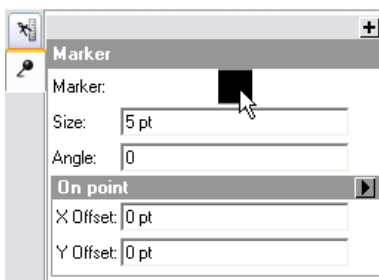 Marker
Marker:
Size: 5 pt
Angle: 0
On point
X Offset: 0 pt
Y Offset: 0 pt